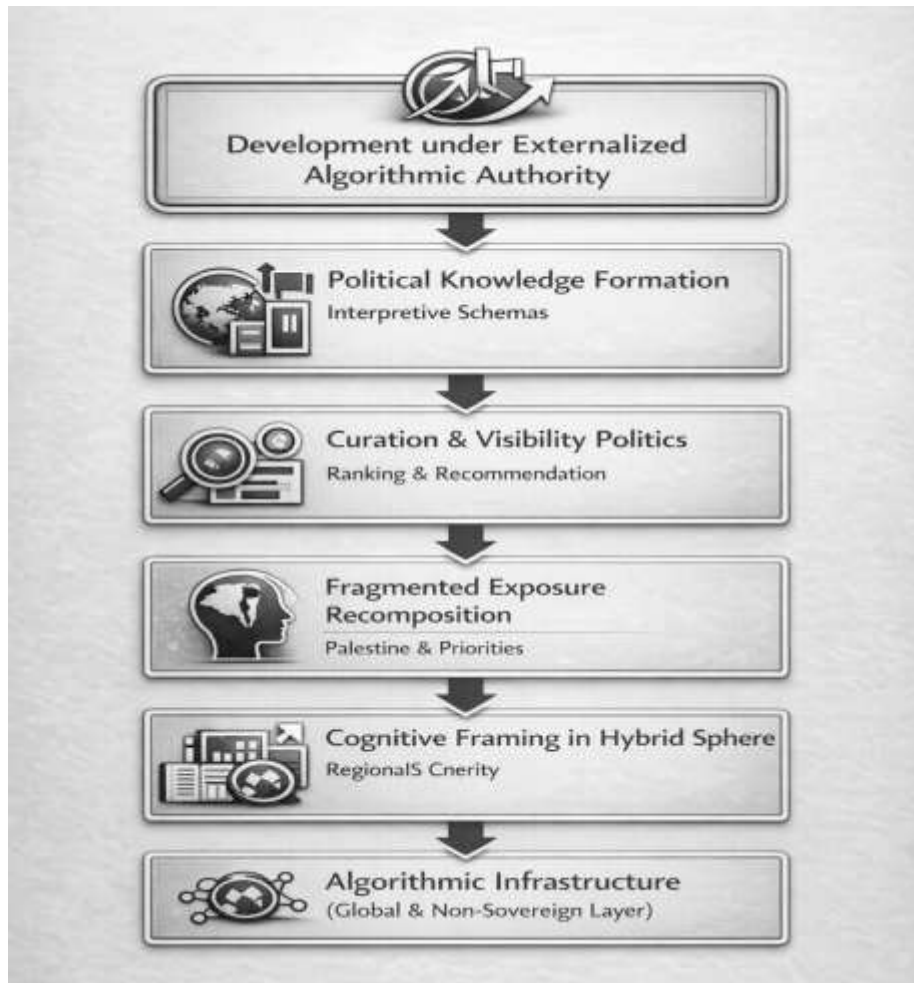 Development under Externalized
Algorithmic Authority
Political Knowledge Formation
Interpretive Schemas
Curation & Visibility Politics
Ranking & Recommendation
Fragmented Exposure
Recomposition
Palestine & Priorities
Cognitive Framing in Hybrid Sphere
RegionalS Cnerity
Algorithmic Infrastructure
(Global & Non-Sovereign Layer)